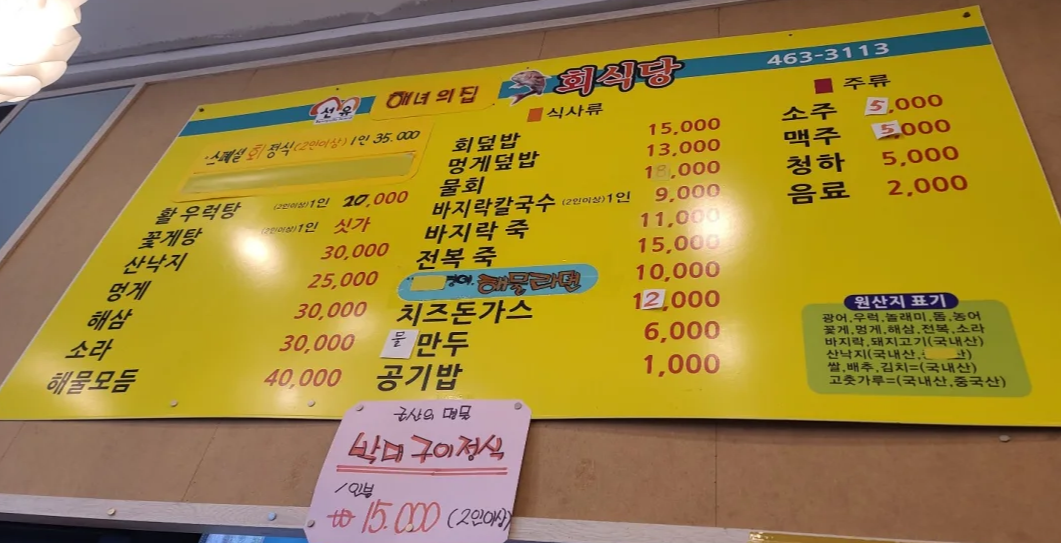 선유 해녀의집 회식당 463-3113
스페셜 회 정식(2인이상) 1인 35.000
활우럭탕 (2인이상)1인 20,000
꽃게탕 (2인이상)1인 싯가
산낙지 30,000
멍게 25,000
해삼 30,000
소라 30,000
해물모듬 40,000
식사류
회덮밥 15,000
멍게덮밥 13,000
물회 18,000
바지락칼국수 (2인이상)1인 9,000
바지락 죽 11,000
전복 죽 15,000
해물라면 10,000
치즈돈가스 12,000
물만두 6,000
공기밥 1,000
주류
소주 5,000
맥주 5,000
청하 5,000
음료 2,000
원산지 표기
광어,우럭,놀래미,돔,농어
꽃게,멍게,해삼,전복,소라
바지락,돼지고기(국내산)
산낙지(국내산,
쌀,배추,김치=(국내산)
고춧가루=(국내산,중국산)
군산의 명물
박대구이정식
1인분
₩15.000 (2인이상)